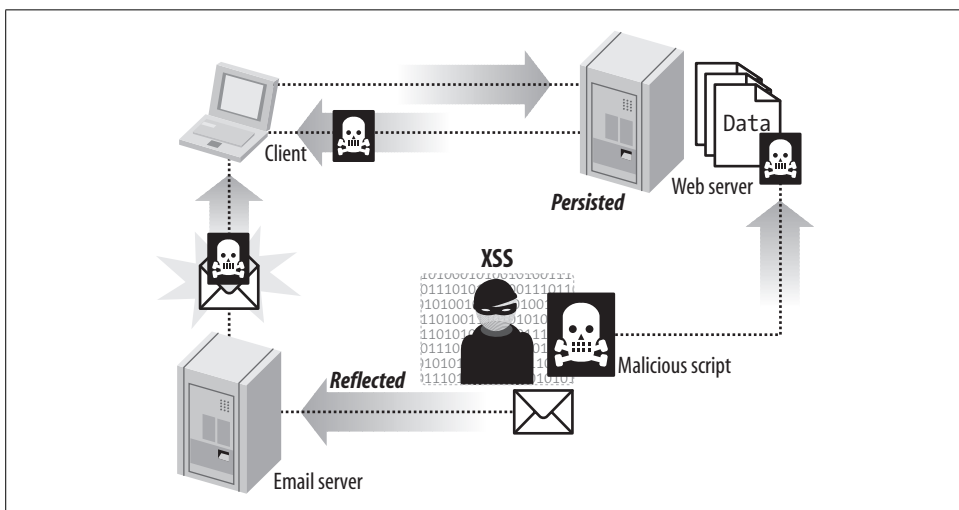 Client
Data
Web server
Persisted
XSS
Malicious script
Reflected
Email server